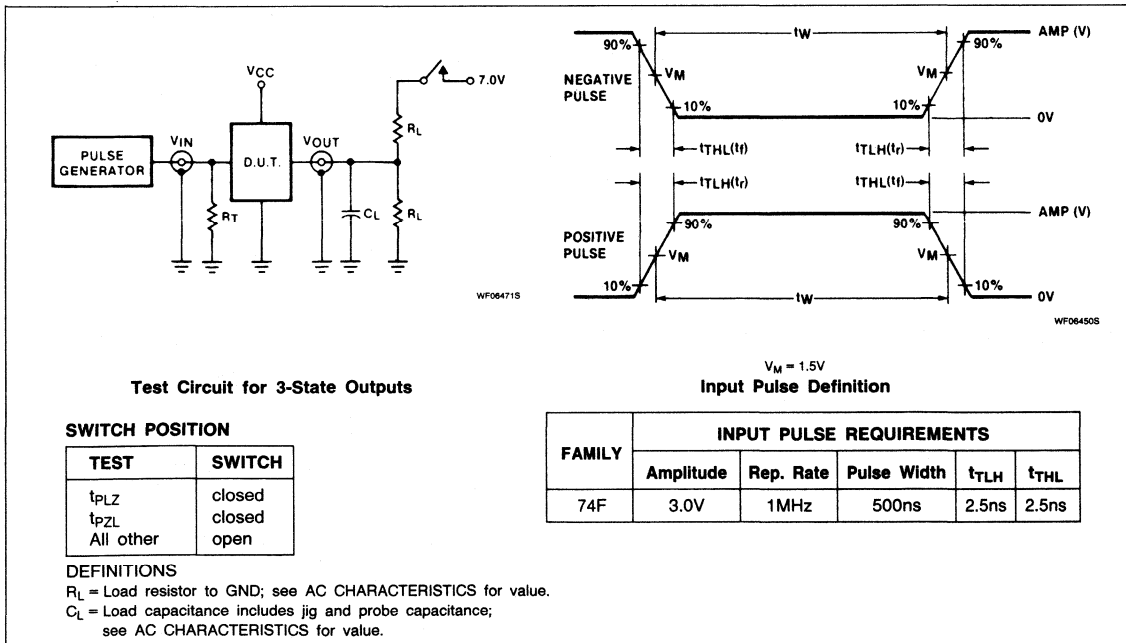 VCC
7.0V
RL
PULSE
GENERATOR
VIN
D.U.T.
VOUT
RT
CL
RL
WF06471S
Test Circuit for 3-State Outputs
90%
tW
90%
AMP (V)
NEGATIVE
PULSE
VM
VM
10%
10%
0V
tTHL(tf)
tTLH(tr)
tTLH(tr)
tTHL(tf)
AMP (V)
90%
90%
POSITIVE
PULSE
VM
VM
10%
10%
tW
0V
WF06450S
VM = 1.5V
Input Pulse Definition
SWITCH POSITION
TEST SWITCH
tPLZ closed
tPZL closed
All other open
FAMILY INPUT PULSE REQUIREMENTS
Amplitude Rep. Rate Pulse Width tTLH tTHL
74F 3.0V 1MHz 500ns 2.5ns 2.5ns
DEFINITIONS
RL = Load resistor to GND; see AC CHARACTERISTICS for value.
CL = Load capacitance includes jig and probe capacitance;
see AC CHARACTERISTICS for value.